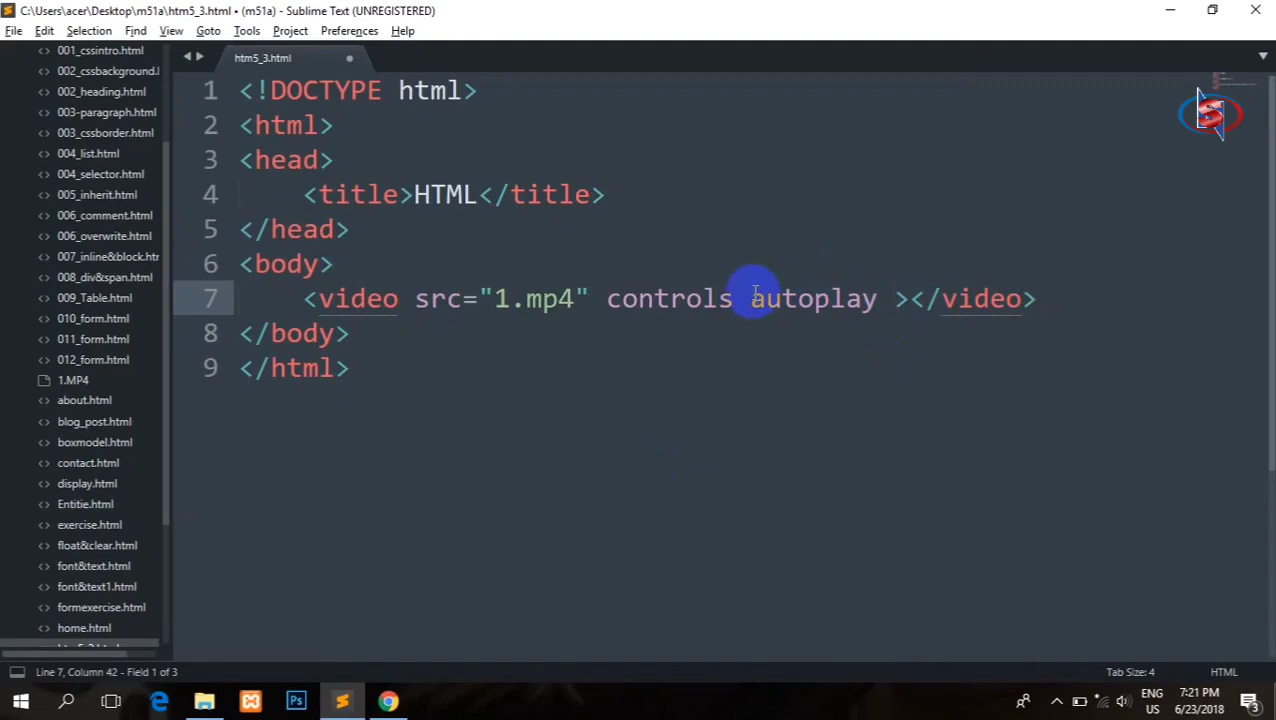 C:\Users\acer\Desktop\m51a\htm5_3.html • (m51a) - Sublime Text (UNREGISTERED)
File Edit Selection View Goto Tools Project Preferences Help
001_cssintro.html
002_cssbackground.
002_heading.html
003-paragraph.html
003_cssborder.html
004_list.html
004_selector.html
005_inherit.html
006_comment.html
006_overwrite.html
007_inline&block.htr
008_div&span.html
009_Table.html
010_form.html
011_form.html
012_form.html
1.MP4
about.html
blog_post.html
boxmodel.html
contact.html
display.html
Entitie.html
exercise.html
float&clear.html
font&text.html
font&text1.html
formexercise.html
home.html
htm5_3.html
1 <!DOCTYPE html>
2 <html>
3 <head>
4 <title>HTML</title>
5 </head>
6 <body>
7 <video src="1.mp4" controls autoplay ></video>
8 </body>
9 </html>
Line 7, Column 42 - Field 1 of 3
Tab Size: 4 HTML
ENG 7:21 PM
US 6/23/2018
3